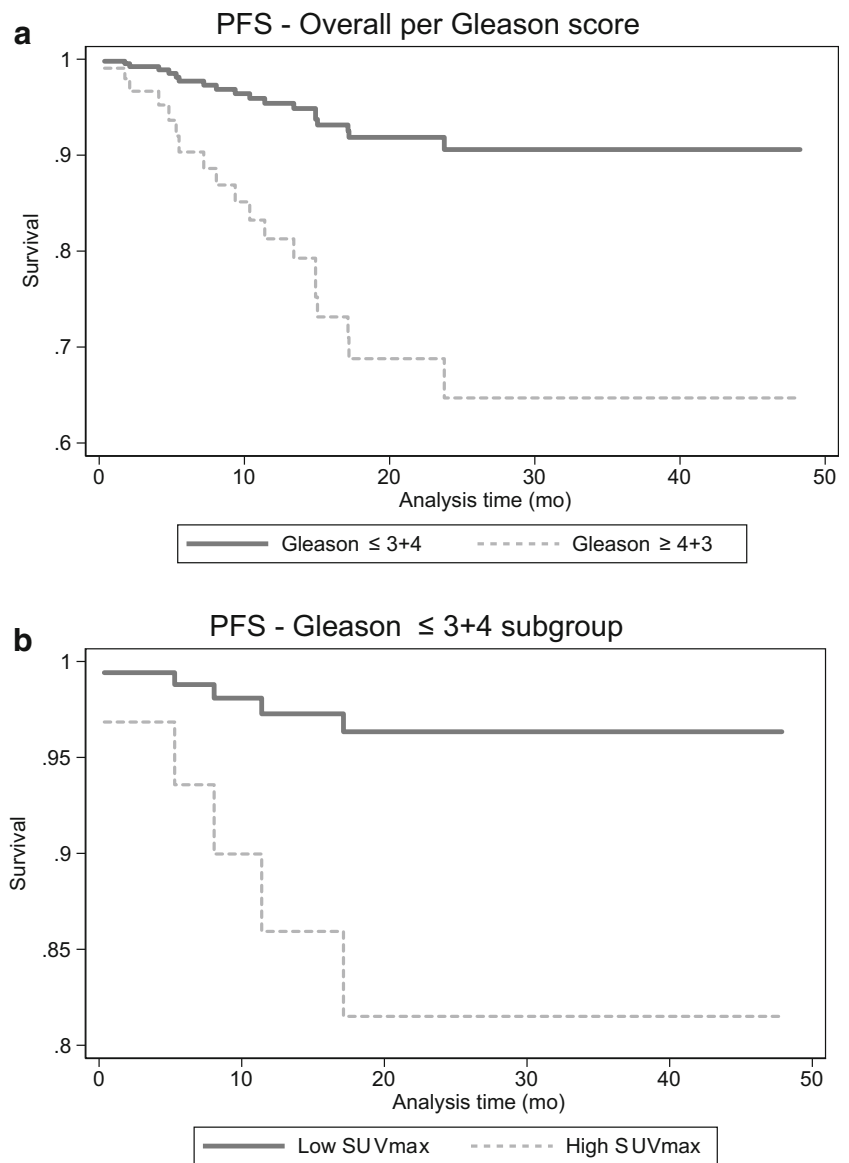 a
PFS - Overall per Gleason score
1
.9
.8
.7
.6
Survival
0 10 20 30 40 50
Analysis time (mo)
Gleason ≤ 3+4 Gleason ≥ 4+3
b
PFS - Gleason ≤ 3+4 subgroup
1
.95
.9
.85
.8
Survival
0 10 20 30 40 50
Analysis time (mo)
Low SUVmax High SUVmax